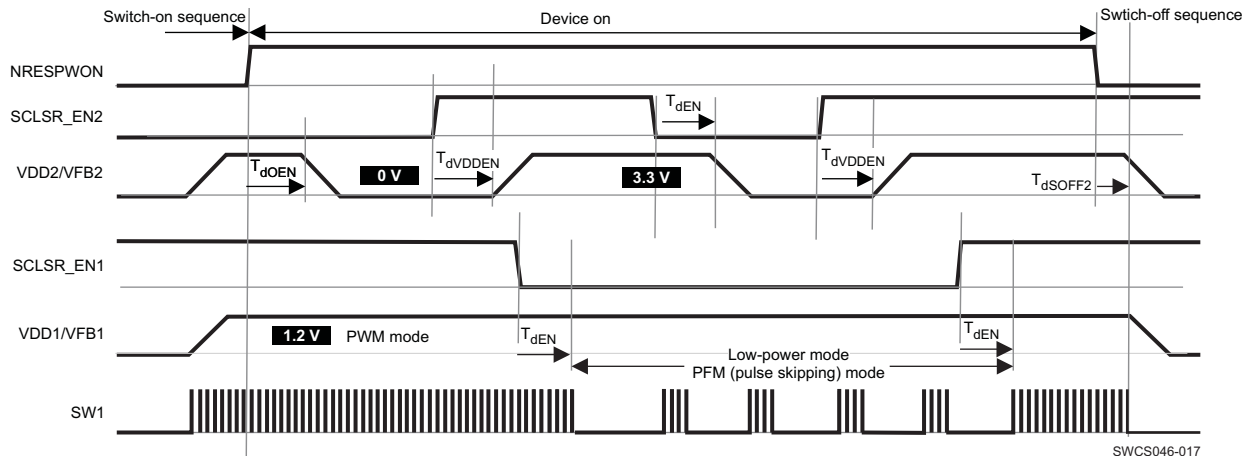 Switch-on sequence
Device on
Swtich-off sequence
NRESPWON
SCLSR_EN2
TdEN
VDD2/VFB2
TdOEN
0 V
TdVDDEN
3.3 V
TdVDDEN
TdSOFF2
SCLSR_EN1
VDD1/VFB1
1.2 V PWM mode
TdEN
Low-power mode
PFM (pulse skipping) mode
TdEN
SW1
SWCS046-017